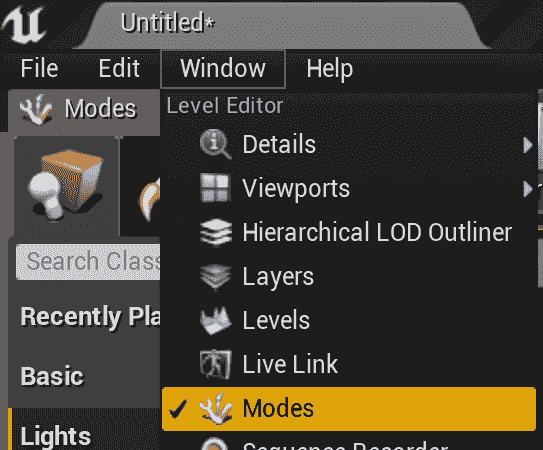 Untitled*
File Edit Window Help
Modes
Level Editor
Details
Viewports
Hierarchical LOD Outliner
Search Clas
Layers
Recently Pla
Levels
Live Link
Basic
Modes
Lights
Sequence Recorder